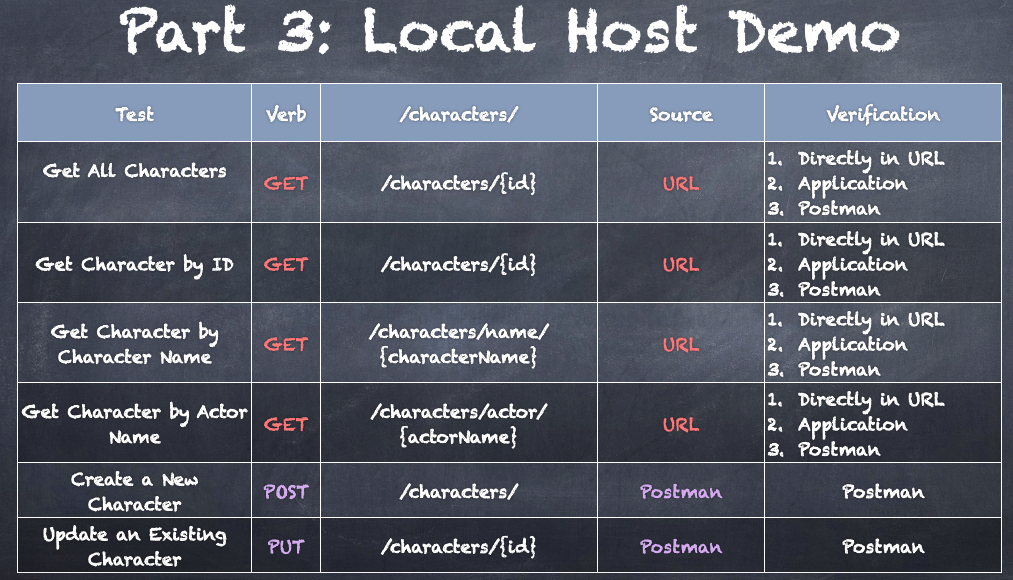 Part 3: Local Host Demo
Test
Verb
/characters/
Source
Verification
Get All Characters
GET
/characters/{id}
URL
1. Directly in URL
2. Application
3. Postman
Get Character by ID
GET
/characters/{id}
URL
1. Directly in URL
2. Application
3. Postman
Get Character by
Character Name
GET
/characters/name/
{characterName}
URL
1. Directly in URL
2. Application
3. Postman
Get Character by Actor
Name
GET
/characters/actor/
{actorName}
URL
1. Directly in URL
2. Application
3. Postman
Create a New
Character
POST
/characters/
Postman
Postman
Update an Existing
Character
PUT
/characters/{id}
Postman
Postman